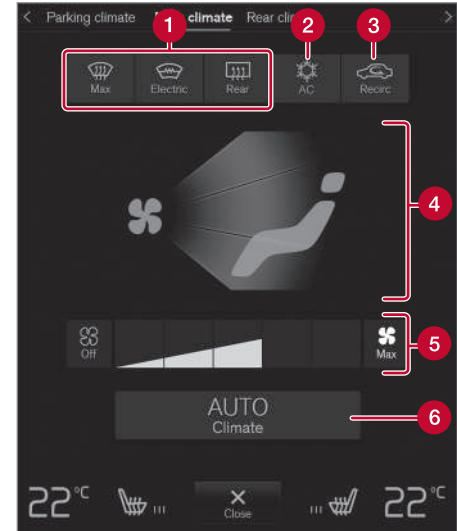 Parking climate climate Rear
1 2 3
Max Electric Rear AC Recirc
4
Off Max 5
AUTO
Climate 6
22°C Close 22°C